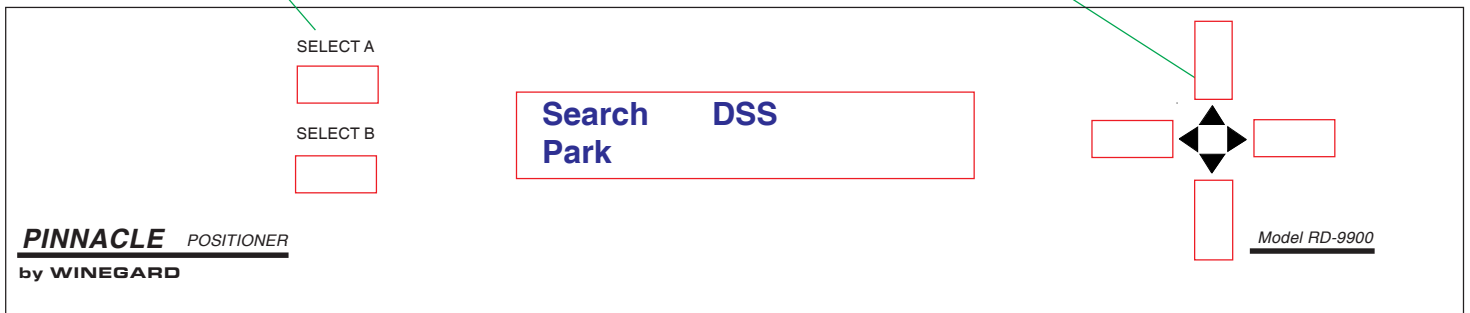 SELECT A
SELECT B
Search DSS
Park
PINNACLE POSITIONER
by WINEGARD
Model RD-9900